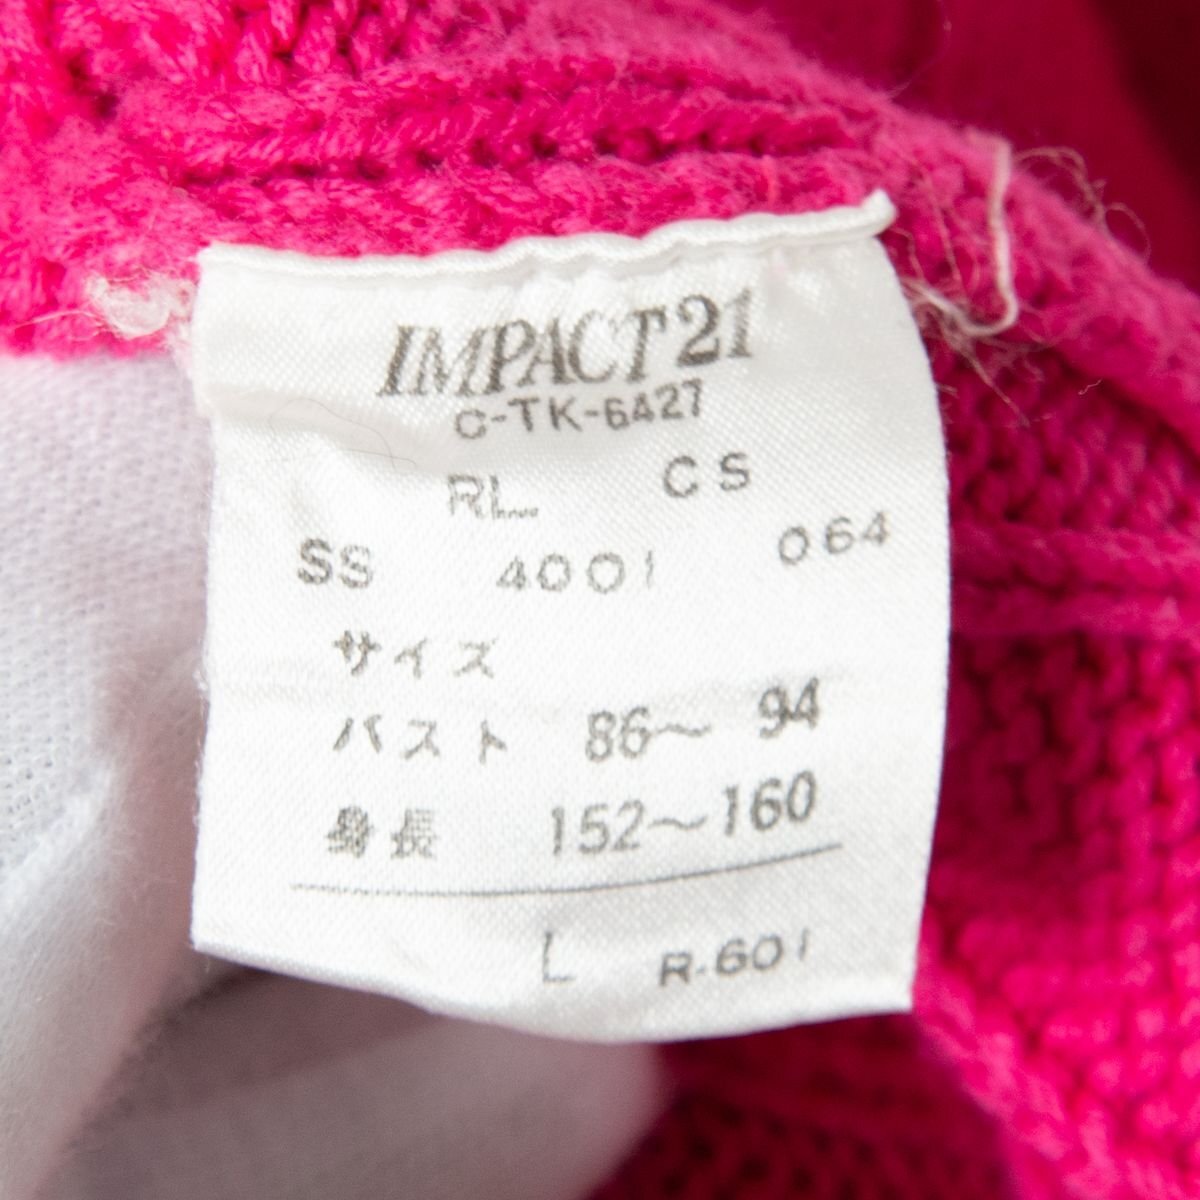 IMPACT21
C-TK-6427
RL CS
SS 4001 064
サイズ
バスト 86～ 94
身長 152～160
L R-601